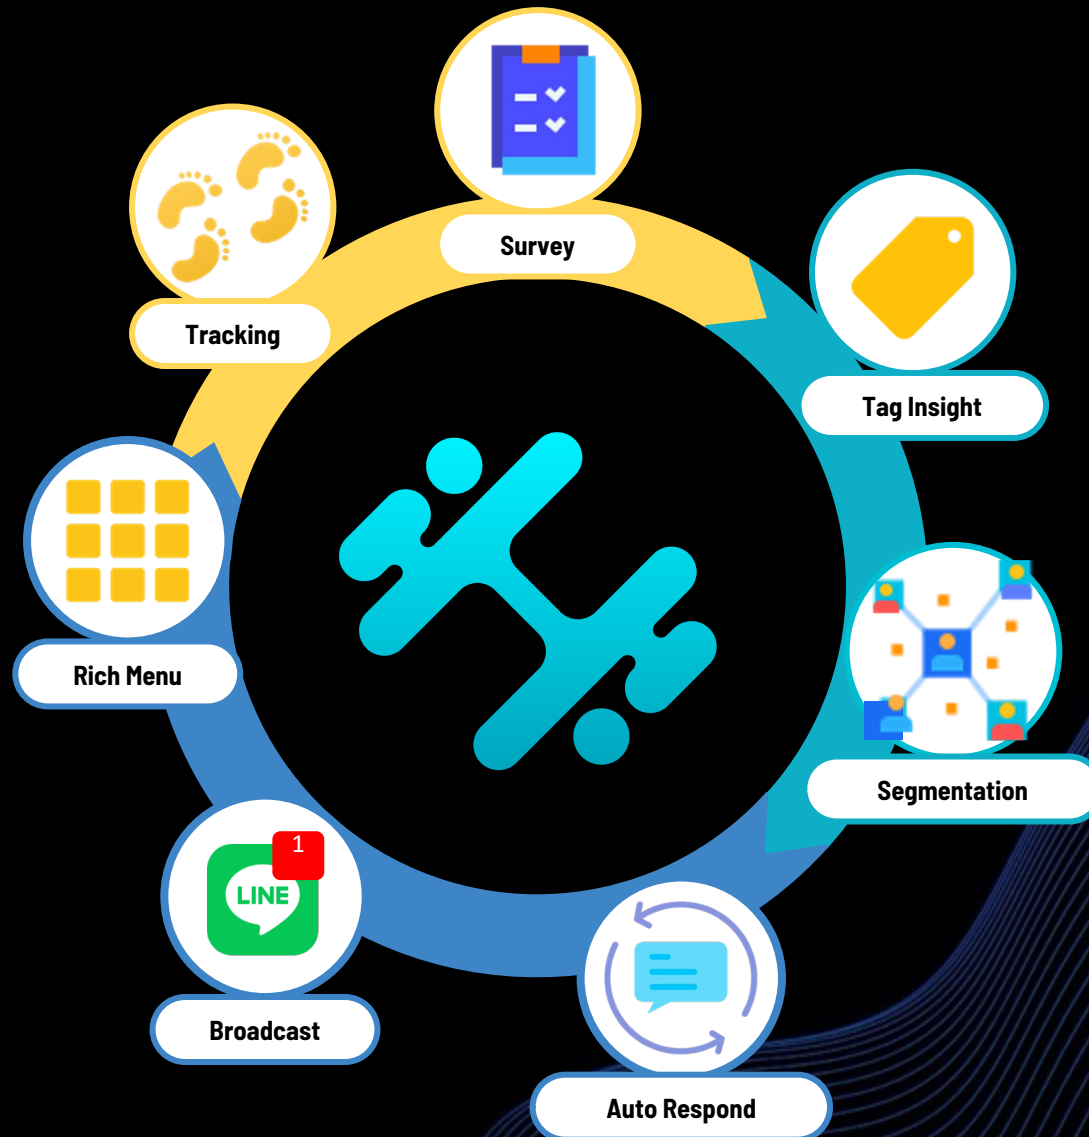 Survey
Tracking
Tag Insight
Rich Menu
Segmentation
1
LINE
Broadcast
Auto Respond